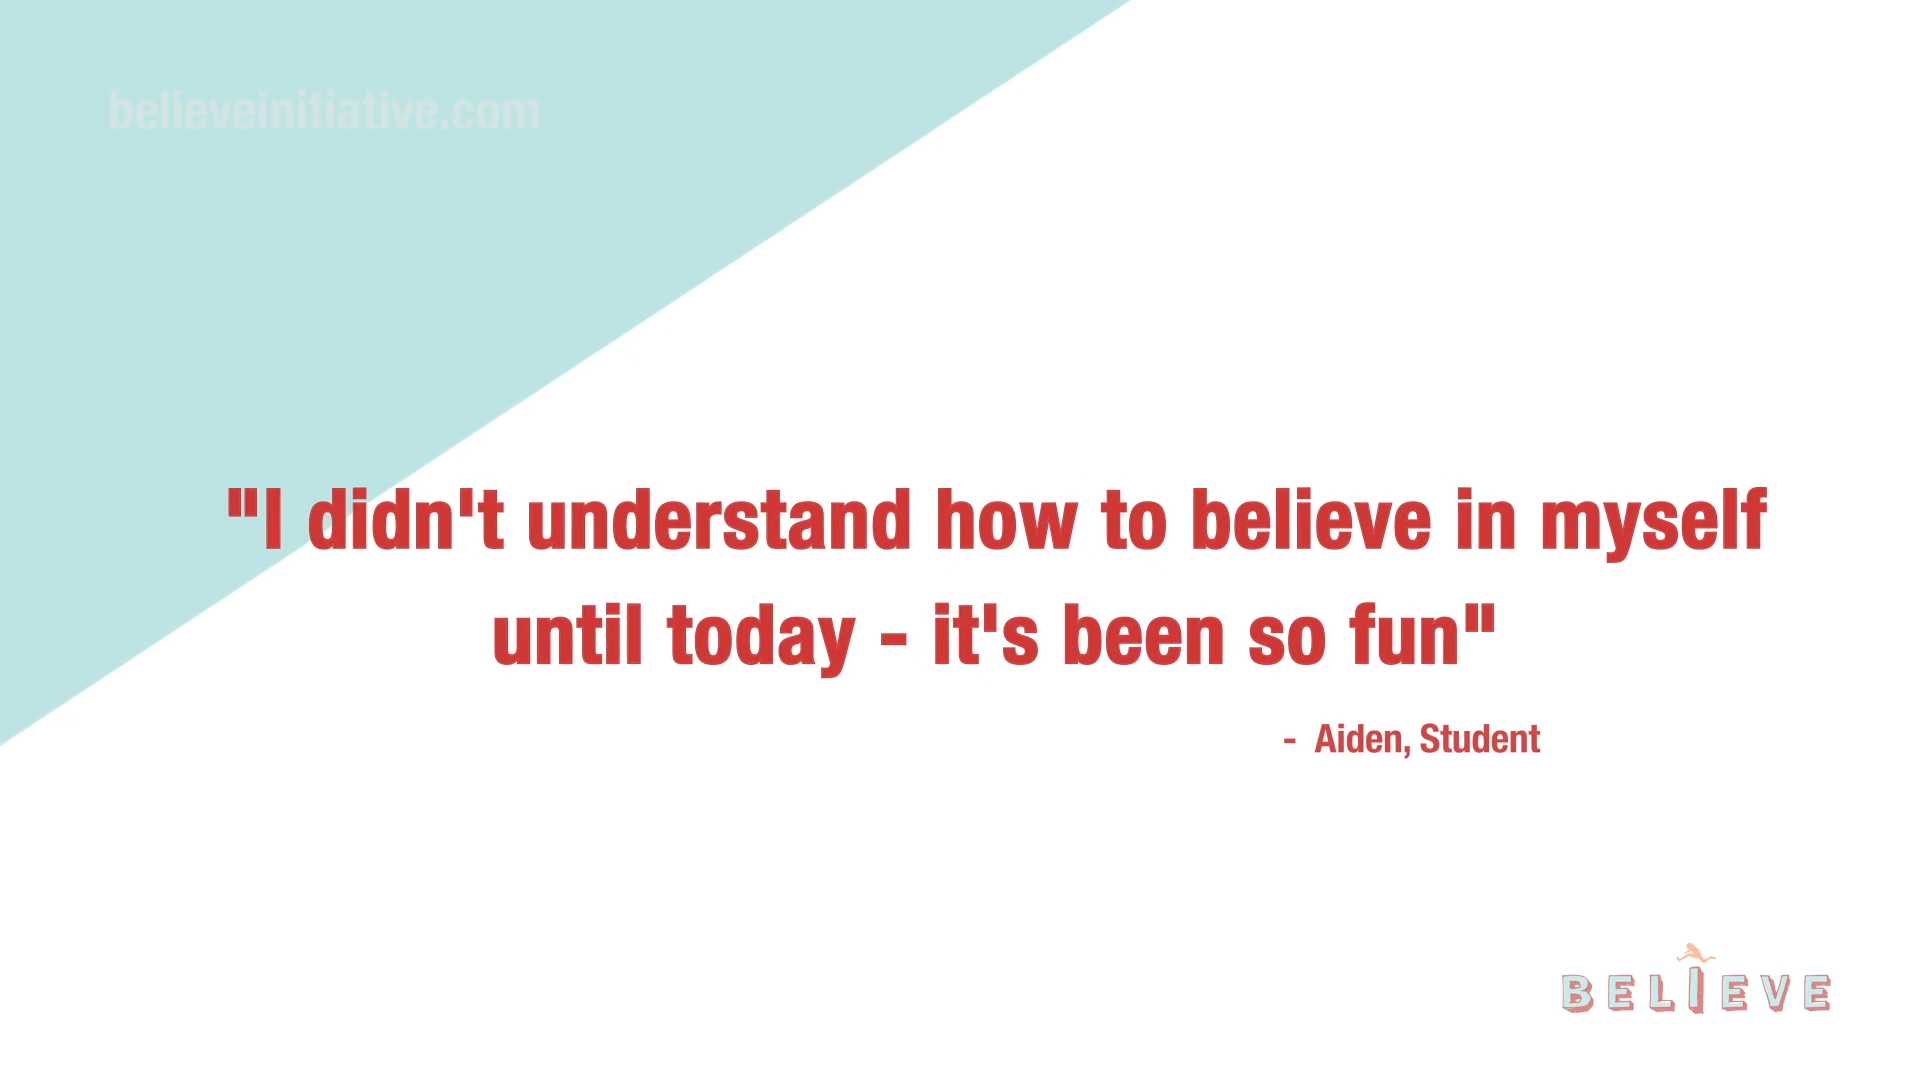 believeinitiative.com
"I didn't understand how to believe in myself
until today - it's been so fun"
- Aiden, Student
BELIEVE